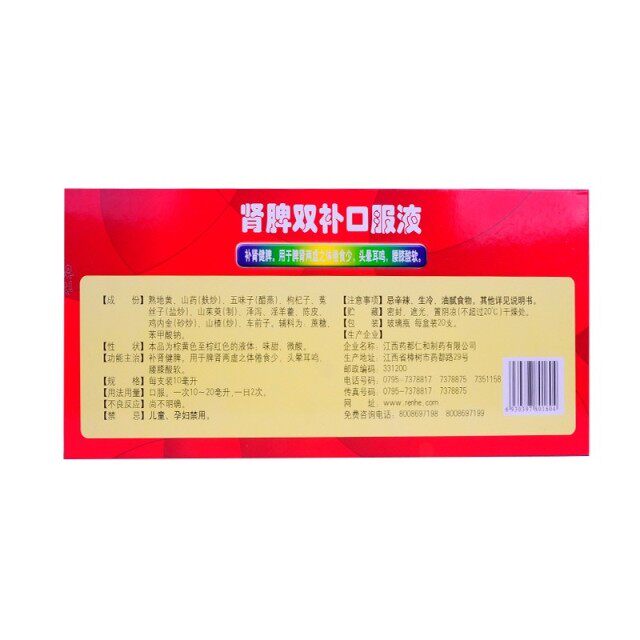 肾脾双补口服液
补肾健脾。用于脾肾两虚之体倦食少、头晕耳鸣，腰膝酸软。
【成 份】熟地黄、山药(麸炒)、五味子(醋蒸)、枸杞子、菟
丝子(盐炒)、山茱萸(制)、泽泻、淫羊藿、陈皮、
鸡内金(砂炒)、山楂(炒)、车前子。辅料为：蔗糖、
苯甲酸钠。
【性 状】本品为棕黄色至棕红色的液体；味甜、微酸。
【功能主治】补肾健脾。用于脾肾两虚之体倦食少、头晕耳鸣，
腰膝酸软。
【规 格】每支装10毫升
【用法用量】口服。一次10～20毫升，一日2次。
【不良反应】尚不明确。
【禁 忌】儿童、孕妇禁用。
【注意事项】忌辛辣、生冷、油腻食物。其他详见说明书。
【贮 藏】密封，遮光，置阴凉(不超过20℃)干燥处。
【包 装】玻璃瓶 每盒装20支。
【生产企业】
企业名称：江西药都仁和制药有限公司
生产地址：江西省樟树市药都路29号
邮政编码：331200
电话号码：0795-7378817 7378875 7351158
传真号码：0795-7378817 7378875
网 址：www.renhe.com
免费咨询电话：8008697198 8008697199
6 930397 801604